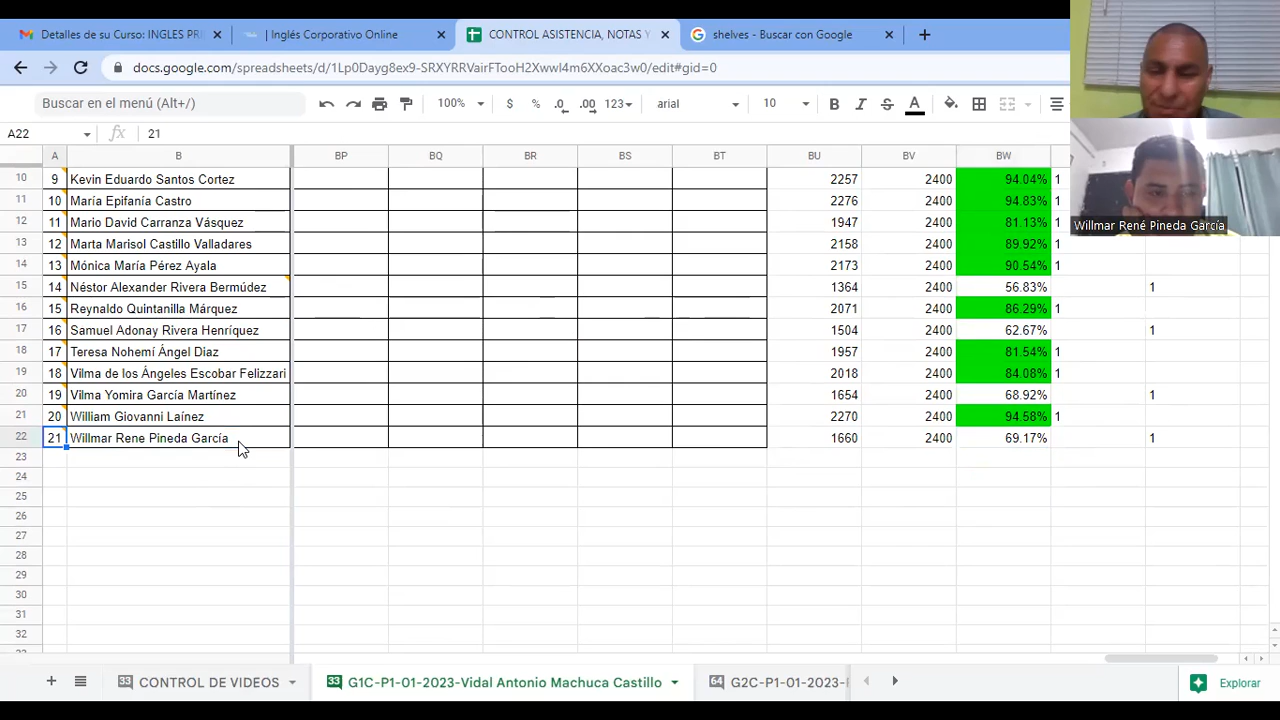 Detalles de su Curso: INGLES PR
| Inglés Corporativo Online
CONTROL ASISTENCIA, NOTAS Y
shelves - Buscar con Google
docs.google.com/spreadsheets/d/
/edit#gid=0
Buscar en el menú (Alt+/)
100% $ % .0 .00 123 arial 10 B I S A
A22 fx 21
A B BP BQ BR BS BT BU BV BW
10 9 Kevin Eduardo Santos Cortez 2257 2400 94.04% 1
11 10 María Epifanía Castro 2276 2400 94.83% 1
12 11 Mario David Carranza Vásquez 1947 2400 81.13% 1
13 12 Marta Marisol Castillo Valladares 2158 2400 89.92% 1
14 13 Mónica María Pérez Ayala 2173 2400 90.54% 1
15 14 Néstor Alexander Rivera Bermúdez 1364 2400 56.83% 1
16 15 Reynaldo Quintanilla Márquez 2071 2400 86.29% 1
17 16 Samuel Adonay Rivera Henríquez 1504 2400 62.67% 1
18 17 Teresa Nohemí Ángel Diaz 1957 2400 81.54% 1
19 18 Vilma de los Ángeles Escobar Felizzari 2018 2400 84.08% 1
20 19 Vilma Yomira García Martínez 1654 2400 68.92% 1
21 20 William Giovanni Laínez 2270 2400 94.58% 1
22 21 Willmar Rene Pineda García 1660 2400 69.17% 1
23
24
25
26
27
28
29
30
31
32
33 CONTROL DE VIDEOS
33 G1C-P1-01-2023-Vidal Antonio Machuca Castillo
64 G2C-P1-01-2023-
Explorar
Willmar René Pineda García